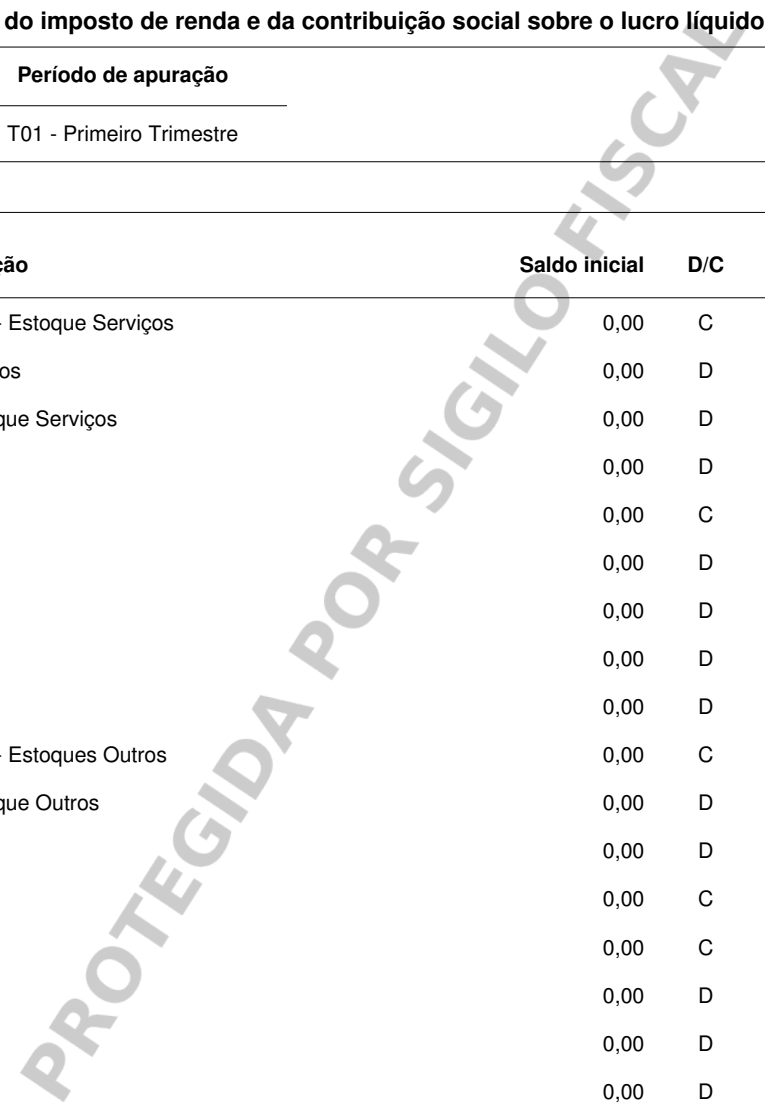 do imposto de renda e da contribuição social sobre o lucro líquido
Período de apuração
T01 - Primeiro Trimestre
ção Saldo inicial D/C
- Estoque Serviços 0,00 C
os 0,00 D
que Serviços 0,00 D
0,00 D
0,00 C
0,00 D
0,00 D
0,00 D
0,00 D
- Estoques Outros 0,00 C
que Outros 0,00 D
0,00 D
0,00 C
0,00 C
0,00 D
0,00 D
0,00 D
PROTEGIDA POR SIGILO FISCAL